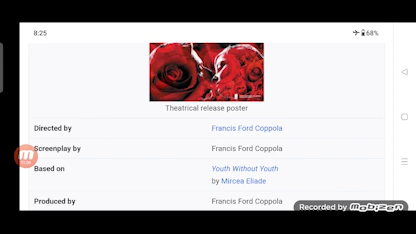 8:25
68%
Theatrical release poster
Directed by Francis Ford Coppola
Screenplay by Francis Ford Coppola
Based on Youth Without Youth
by Mircea Eliade
Produced by Francis Ford Coppola
Recorded by Mobizen